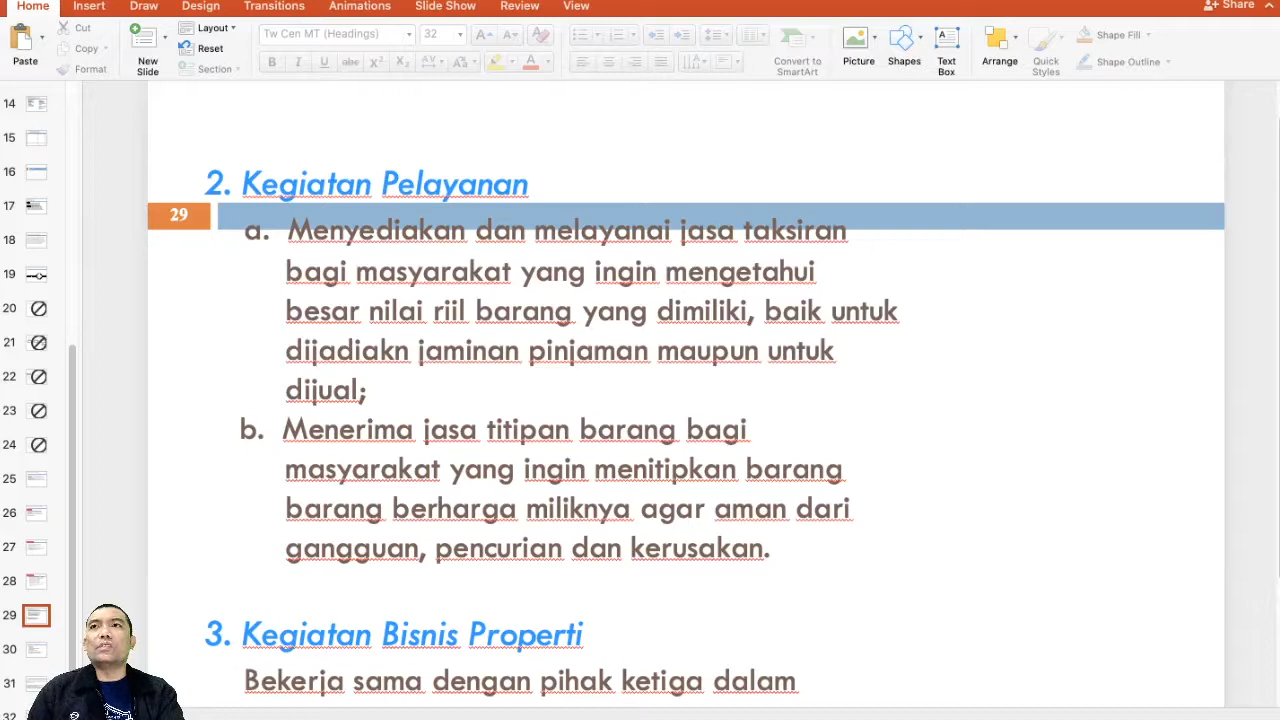 Home Insert Draw Design Transitions Animations Slide Show Review View Share
Paste
Cut
Copy
Format
New Slide
Layout
Reset
Section
Tw Cen MT (Headings) 32
Convert to SmartArt
Picture
Shapes
Text Box
Arrange
Quick Styles
Shape Fill
Shape Outline
14
15
16
17
18
19
20
21
22
23
24
25
26
27
28
29
30
31
32
2. Kegiatan Pelayanan
29
a. Menyediakan dan melayanai jasa taksiran
bagi masyarakat yang ingin mengetahui
besar nilai riil barang yang dimiliki, baik untuk
dijadiakn jaminan pinjaman maupun untuk
dijual;
b. Menerima jasa titipan barang bagi
masyarakat yang ingin menitipkan barang
barang berharga miliknya agar aman dari
gangguan, pencurian dan kerusakan.
3. Kegiatan Bisnis Properti
Bekerja sama dengan pihak ketiga dalam